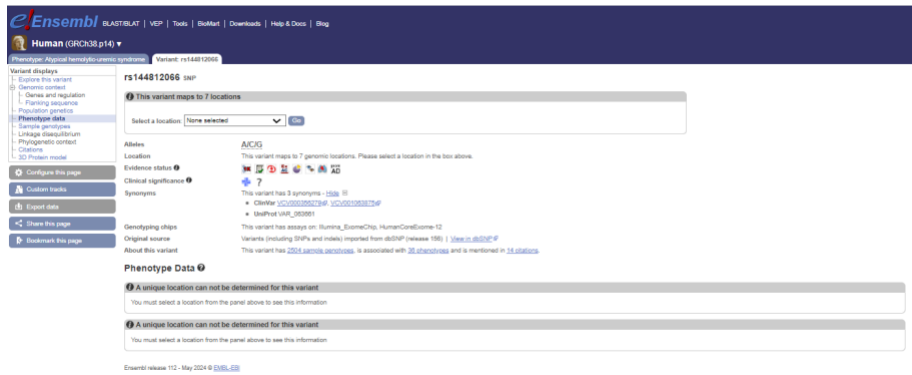 e!Ensembl BLAST/BLAT | VEP | Tools | BioMart | Downloads | Help & Docs | Blog
Human (GRCh38.p14) ▼
Phenotype: Atypical hemolytic-uremic syndrome Variant: rs144812066
Variant displays
Explore this variant
Genomic context
Genes and regulation
Flanking sequence
Population genetics
Phenotype data
Sample genotypes
Linkage disequilibrium
Phylogenetic context
Citations
3D Protein model
Configure this page
Custom tracks
Export data
Share this page
Bookmark this page
rs144812066 SNP
This variant maps to 7 locations
Select a location: None selected Go
Alleles A/C/G
Location This variant maps to 7 genomic locations. Please select a location in the box above.
Evidence status
Clinical significance ?
Synonyms This variant has 3 synonyms - Hide
• ClinVar VCV000366279, VCV001063875
• UniProt VAR_063661
Genotyping chips This variant has assays on: Illumina_ExomeChip, HumanCoreExome-12
Original source Variants (including SNPs and indels) imported from dbSNP (release 156) | View in dbSNP
About this variant This variant has 2504 sample genotypes, is associated with 38 phenotypes and is mentioned in 14 citations.
Phenotype Data
A unique location can not be determined for this variant
You must select a location from the panel above to see this information
A unique location can not be determined for this variant
You must select a location from the panel above to see this information
Ensembl release 112 - May 2024 © EMBL-EBI